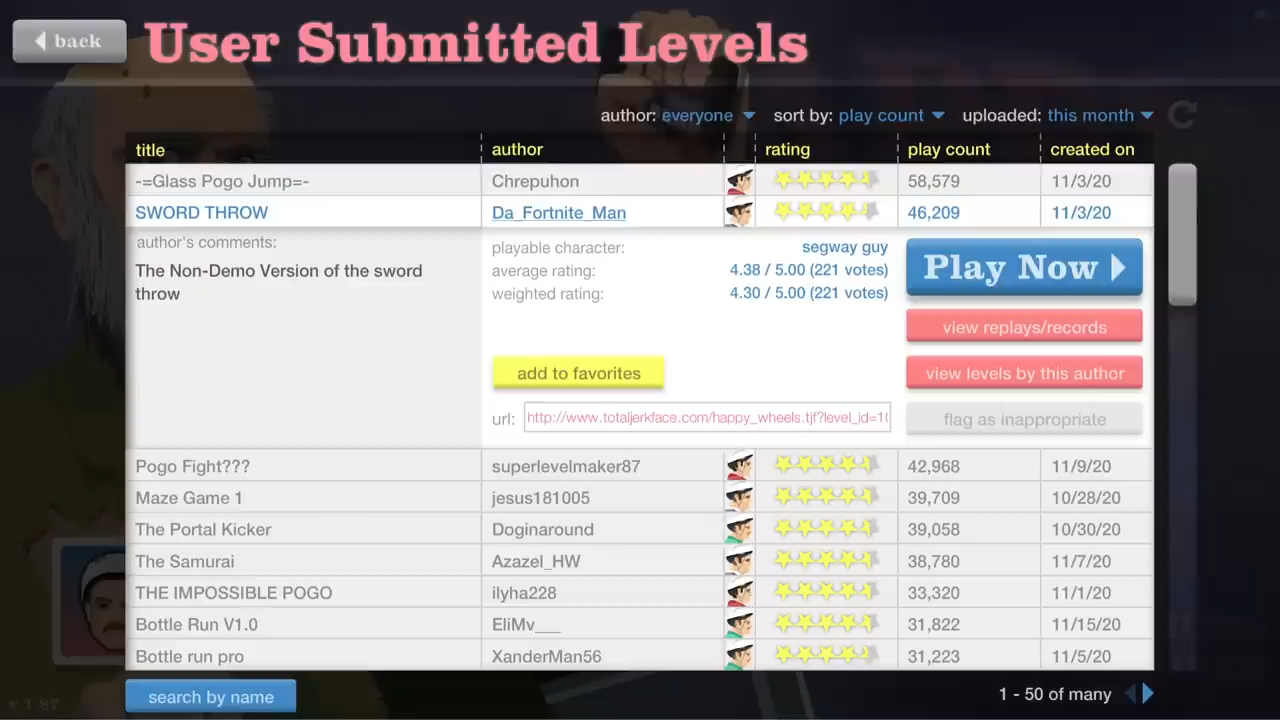 back
User Submitted Levels
author: everyone sort by: play count uploaded: this month
title author rating play count created on
-=Glass Pogo Jump=- Chrepuhon 58,579 11/3/20
SWORD THROW Da_Fortnite_Man 46,209 11/3/20
author's comments:
The Non-Demo Version of the sword
throw
playable character: segway guy
average rating: 4.38 / 5.00 (221 votes)
weighted rating: 4.30 / 5.00 (221 votes)
Play Now
view replays/records
add to favorites
view levels by this author
url: http://www.totaljerkface.com/happy_wheels.tjf?level_id=1(
flag as inappropriate
Pogo Fight??? superlevelmaker87 42,968 11/9/20
Maze Game 1 jesus181005 39,709 10/28/20
The Portal Kicker Doginaround 39,058 10/30/20
The Samurai Azazel_HW 38,780 11/7/20
THE IMPOSSIBLE POGO ilyha228 33,320 11/1/20
Bottle Run V1.0 EliMv___ 31,822 11/15/20
Bottle run pro XanderMan56 31,223 11/5/20
search by name
1 - 50 of many
v 1.87